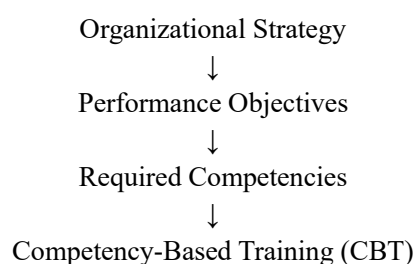 Organizational Strategy
↓
Performance Objectives
↓
Required Competencies
↓
Competency-Based Training (CBT)